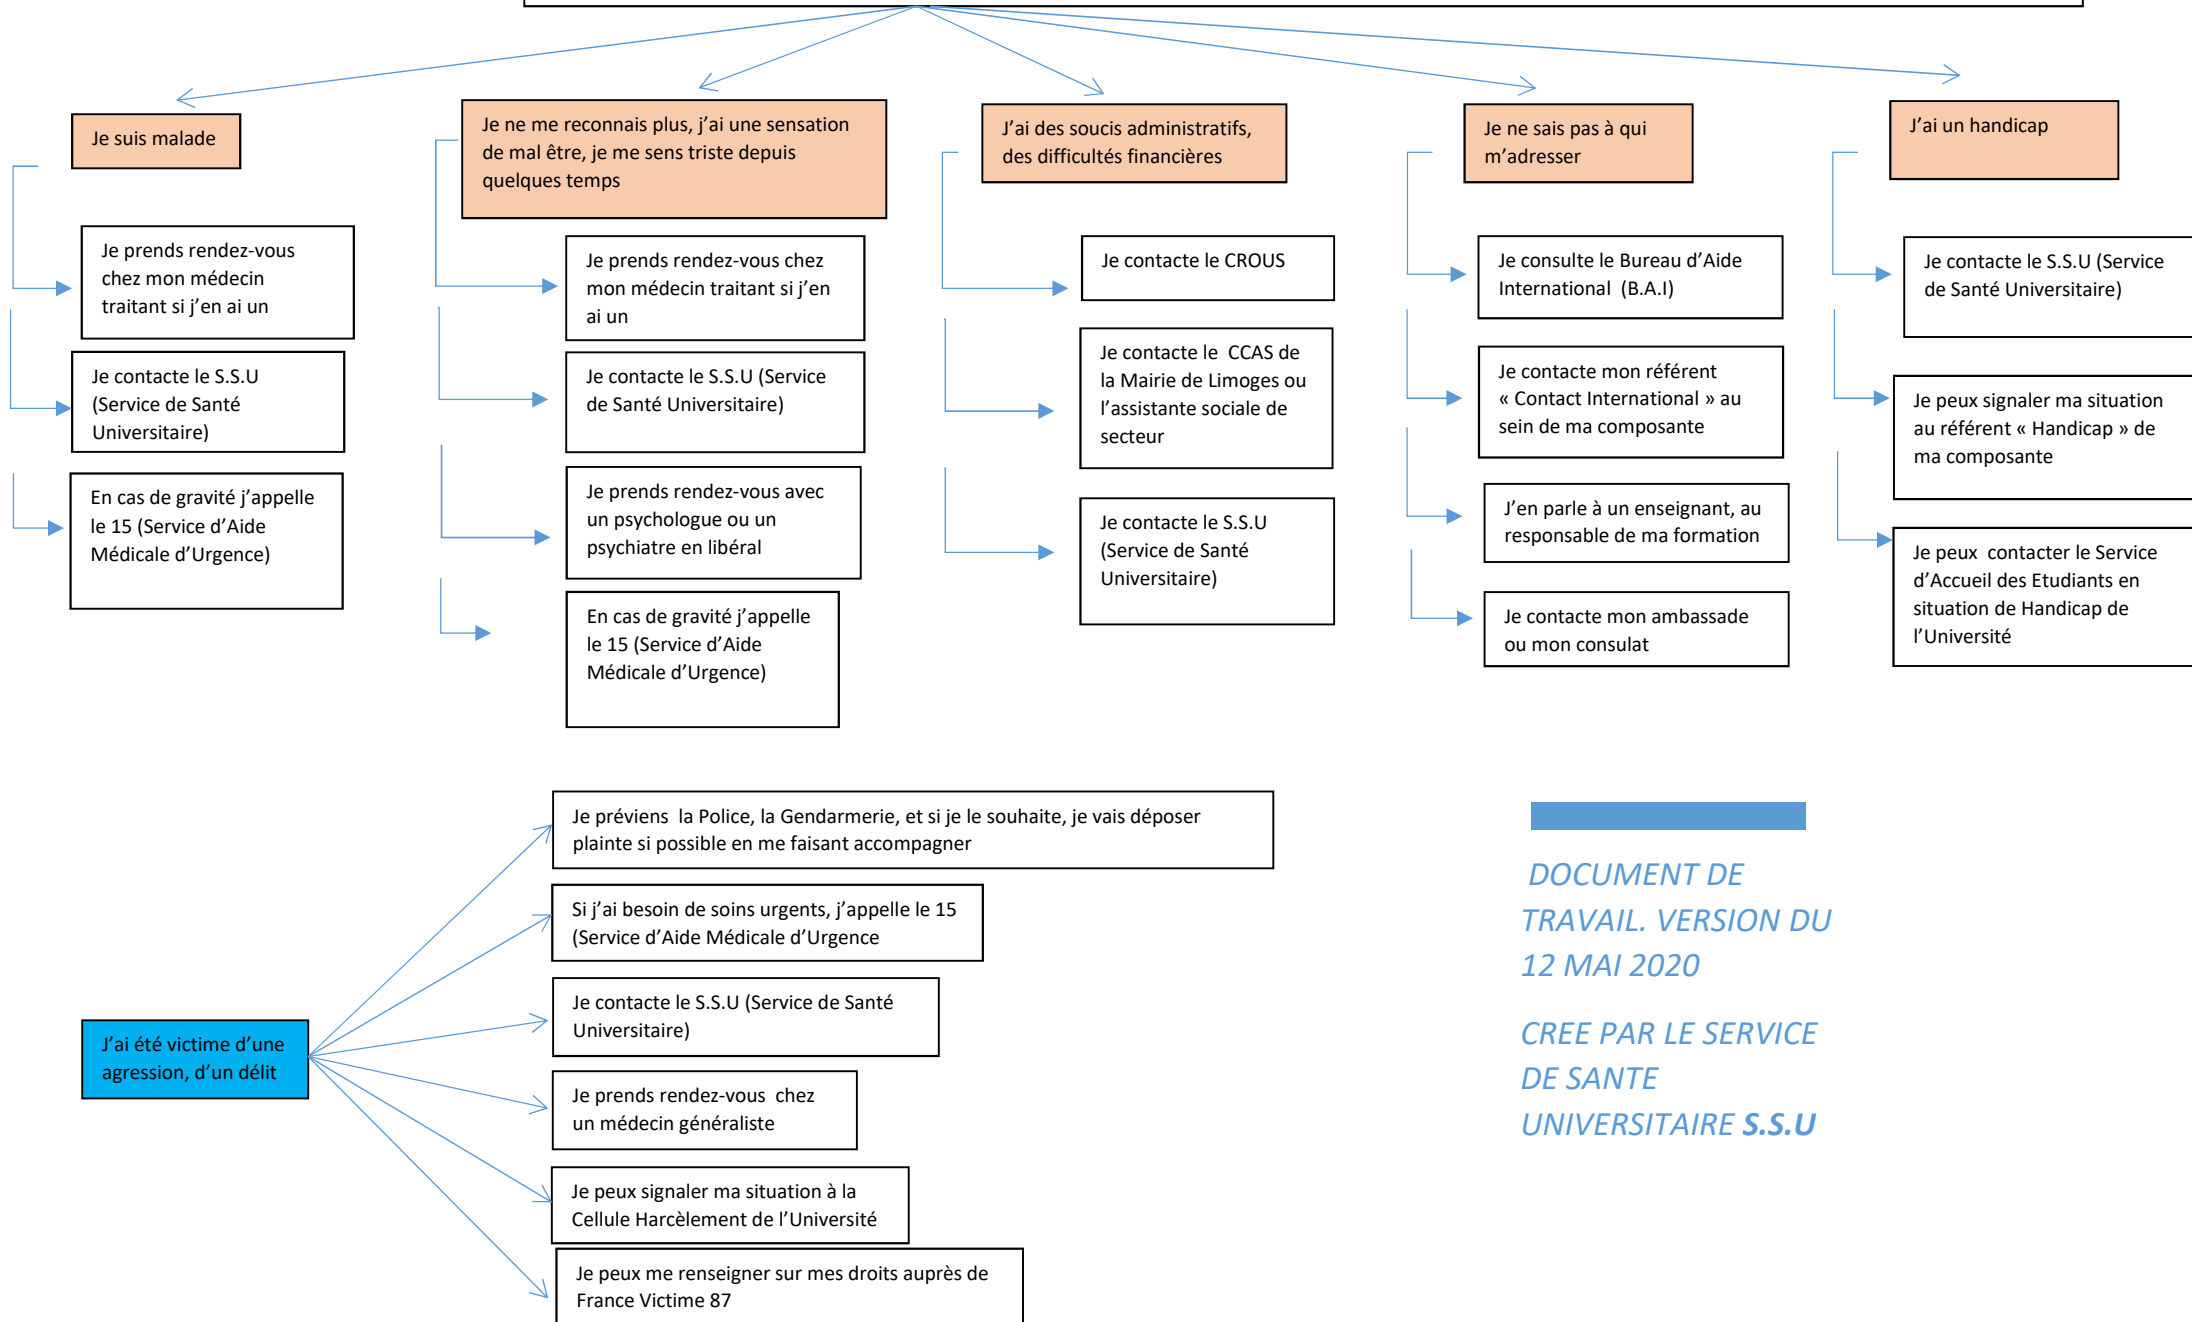 Je suis malade
Je prends rendez-vous
chez mon médecin
traitant si j'en ai un
Je contacte le S.S.U
(Service de Santé
Universitaire)
En cas de gravité j'appelle
le 15 (Service d'Aide
Médicale d'Urgence)
Je ne me reconnais plus, j'ai une sensation
de mal être, je me sens triste depuis
quelques temps
Je prends rendez-vous chez
mon médecin traitant si j'en
ai un
Je contacte le S.S.U (Service
de Santé Universitaire)
Je prends rendez-vous avec
un psychologue ou un
psychiatre en libéral
En cas de gravité j'appelle
le 15 (Service d'Aide
Médicale d'Urgence)
J'ai des soucis administratifs,
des difficultés financières
Je contacte le CROUS
Je contacte le  CCAS de
la Mairie de Limoges ou
l'assistante sociale de
secteur
Je contacte le S.S.U
(Service de Santé
Universitaire)
Je ne sais pas à qui
m'adresser
Je consulte le Bureau d'Aide
International  (B.A.I)
Je contacte mon référent
« Contact International » au
sein de ma composante
J'en parle à un enseignant, au
responsable de ma formation
Je contacte mon ambassade
ou mon consulat
J'ai un handicap
Je contacte le S.S.U (Service
de Santé Universitaire)
Je peux signaler ma situation
au référent « Handicap » de
ma composante
Je peux  contacter le Service
d'Accueil des Etudiants en
situation de Handicap de
l'Université
J'ai été victime d'une
agression, d'un délit
Je préviens  la Police, la Gendarmerie, et si je le souhaite, je vais déposer
plainte si possible en me faisant accompagner
Si j'ai besoin de soins urgents, j'appelle le 15
(Service d'Aide Médicale d'Urgence
Je contacte le S.S.U (Service de Santé
Universitaire)
Je prends rendez-vous  chez
un médecin généraliste
Je peux signaler ma situation à la
Cellule Harcèlement de l'Université
Je peux me renseigner sur mes droits auprès de
France Victime 87
DOCUMENT DE
TRAVAIL. VERSION DU
12 MAI 2020
CREE PAR LE SERVICE
DE SANTE
UNIVERSITAIRE S.S.U